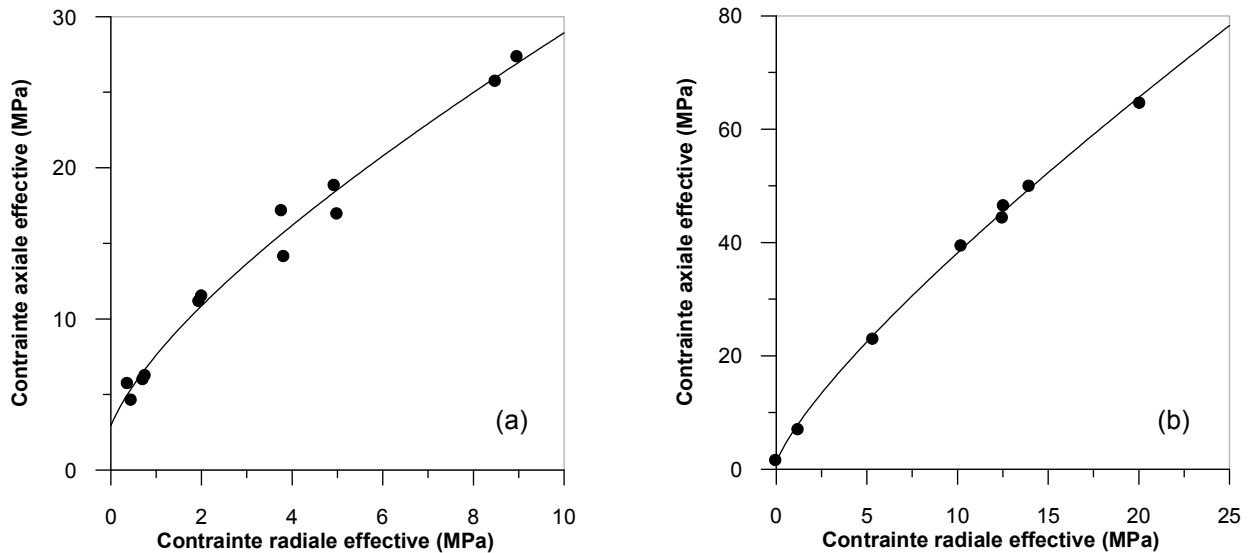 30
20
10
0
Contrainte axiale effective (MPa)
(a)
0 2 4 6 8 10
Contrainte radiale effective (MPa)
80
60
40
20
0
Contrainte axiale effective (MPa)
(b)
0 5 10 15 20 25
Contrainte radiale effective (MPa)